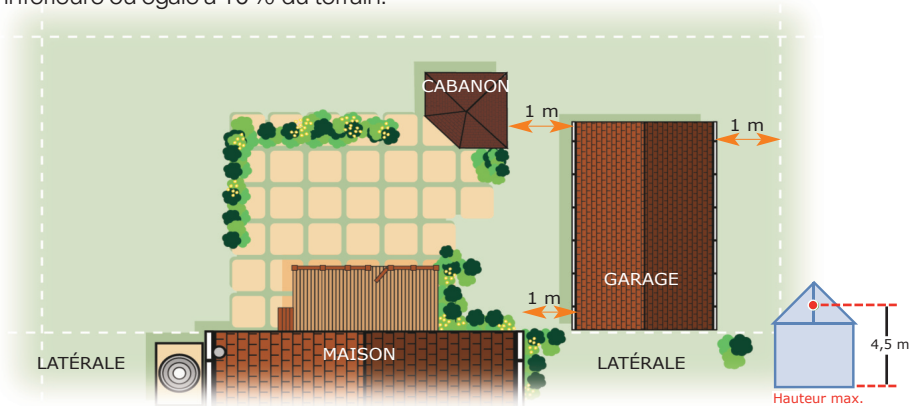 inférieure ou égale à 10 % du terrain.
CABANON
1 m
1 m
GARAGE
1 m
MAISON
LATÉRALE
LATÉRALE
4,5 m
Hauteur max.